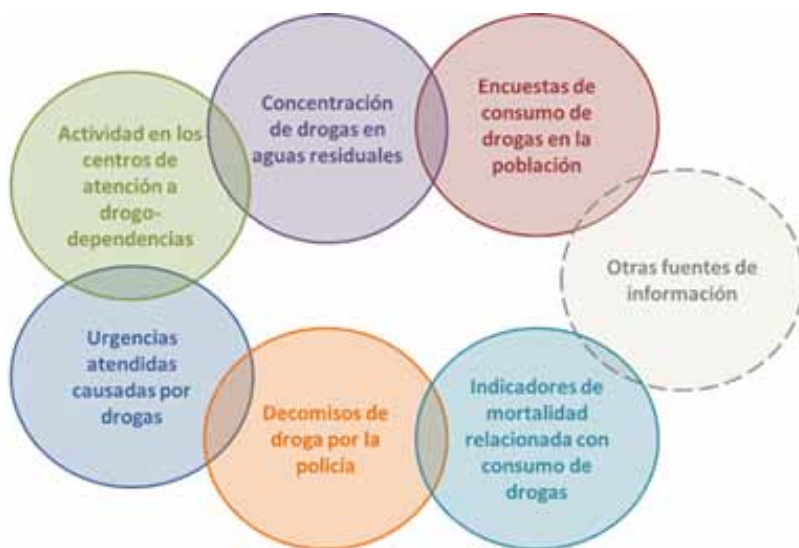 Concentración
de drogas en
aguas residuales
Encuestas de
consumo de
drogas en la
población
Otras fuentes de
información
Indicadores de
mortalidad
relacionada con
consumo de
drogas
Decomisos de
droga por la
policía
Urgencias
atendidas
causadas por
drogas
Actividad en los
centros de
atención a
drogo-
dependencias